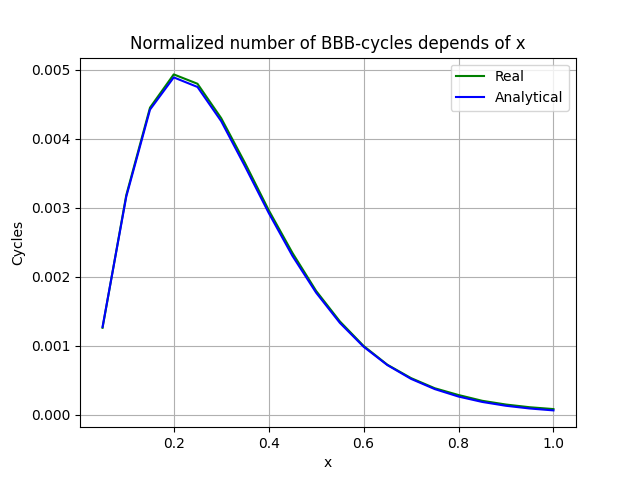 Normalized number of BBB-cycles depends of x
Real
Analytical
Cycles
0.005
0.004
0.003
0.002
0.001
0.000
0.2 0.4 0.6 0.8 1.0
x